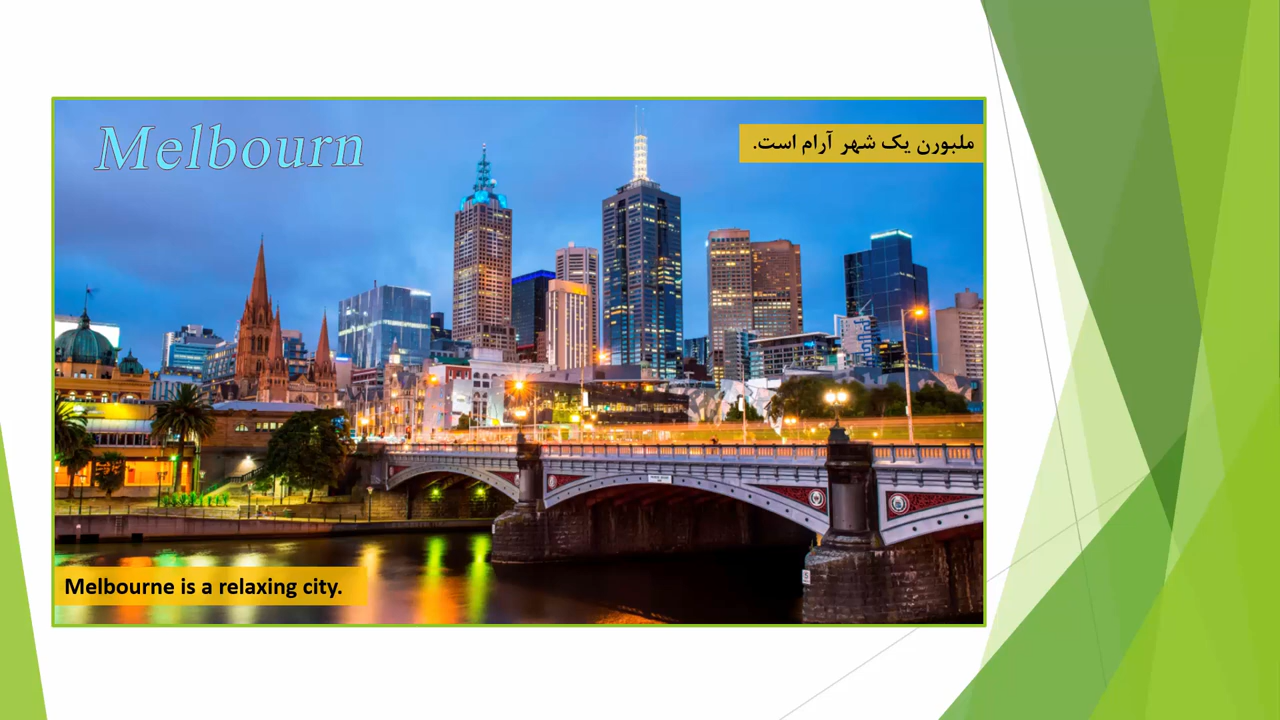 Melbourn
ملبورن یک شهر آرام است.
Melbourne is a relaxing city.